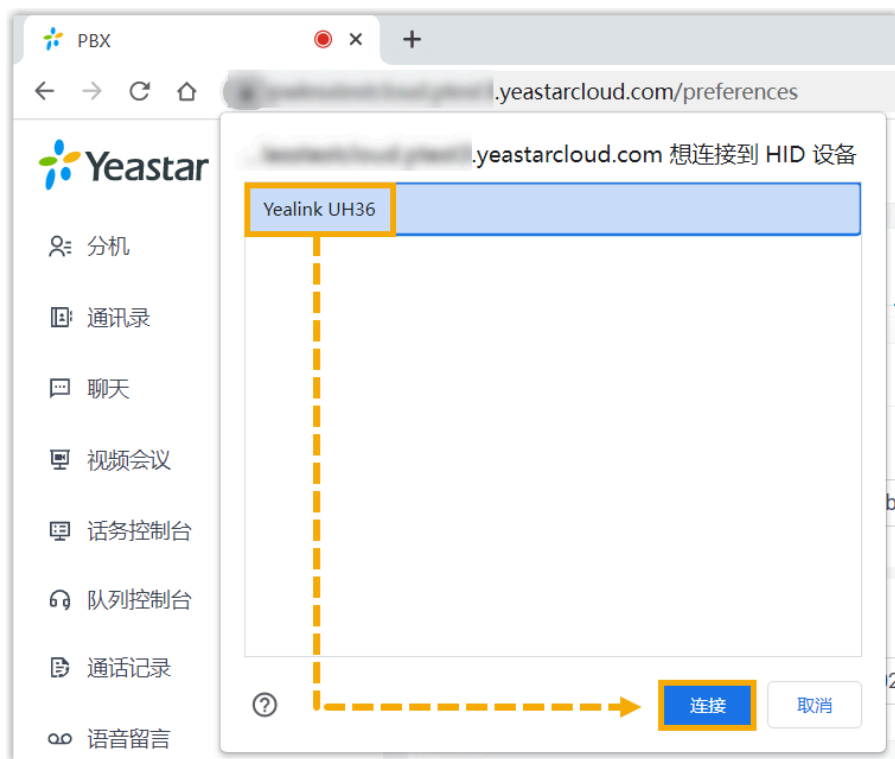 PBX
.yeastarcloud.com/preferences
Yeastar
.yeastarcloud.com 想连接到 HID 设备
Yealink UH36
分机
通讯录
聊天
视频会议
话务控制台
队列控制台
通话记录
语音留言
连接
取消